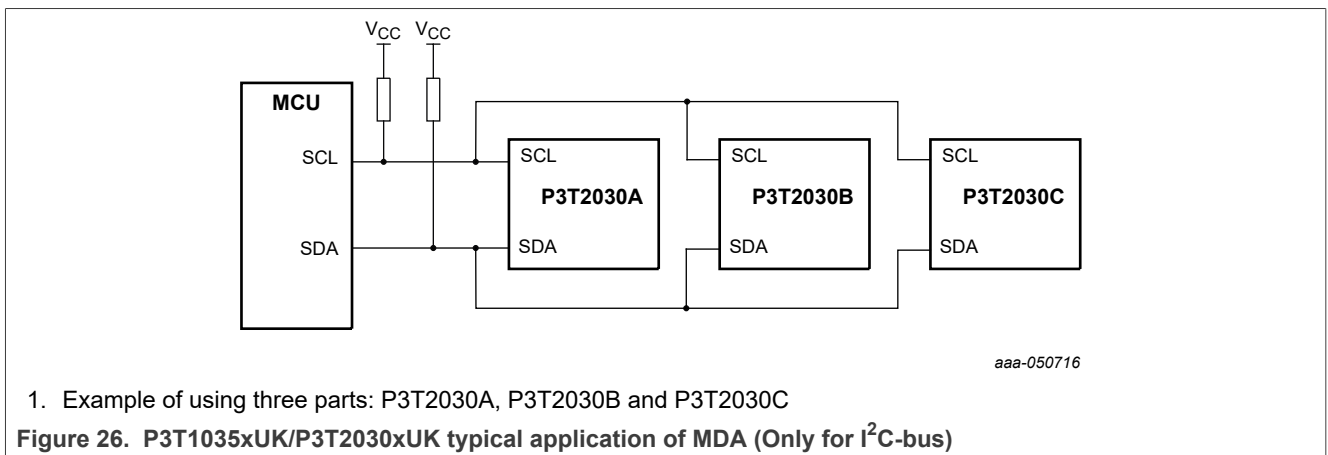 VCC VCC
MCU
SCL SCL SCL SCL
P3T2030A P3T2030B P3T2030C
SDA SDA SDA SDA
aaa-050716
1. Example of using three parts: P3T2030A, P3T2030B and P3T2030C
Figure 26. P3T1035xUK/P3T2030xUK typical application of MDA (Only for I²C-bus)